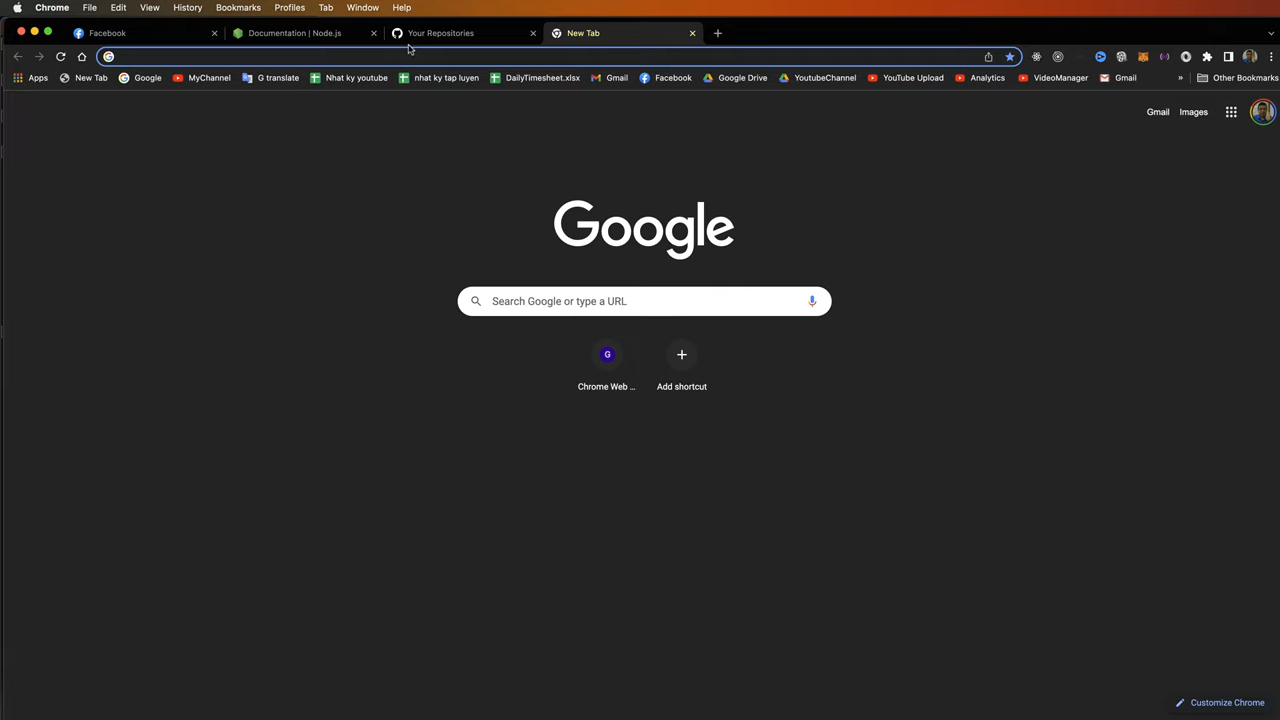 Chrome File Edit View History Bookmarks Profiles Tab Window Help
Facebook Documentation | Node.js Your Repositories New Tab
Apps New Tab Google MyChannel G translate Nhat ky youtube nhat ky tap luyen DailyTimesheet.xlsx Gmail Facebook Google Drive YoutubeChannel YouTube Upload Analytics VideoManager Gmail » Other Bookmarks
Gmail Images
Google
Search Google or type a URL
G
Chrome Web ... Add shortcut
Customize Chrome